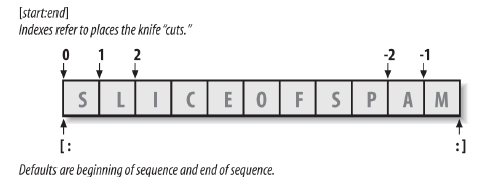 [start:end]
Indexes refer to places the knife “cuts.”
0 1 2 -2 -1
S L I C E O F S P A M
[: :]
Defaults are beginning of sequence and end of sequence.